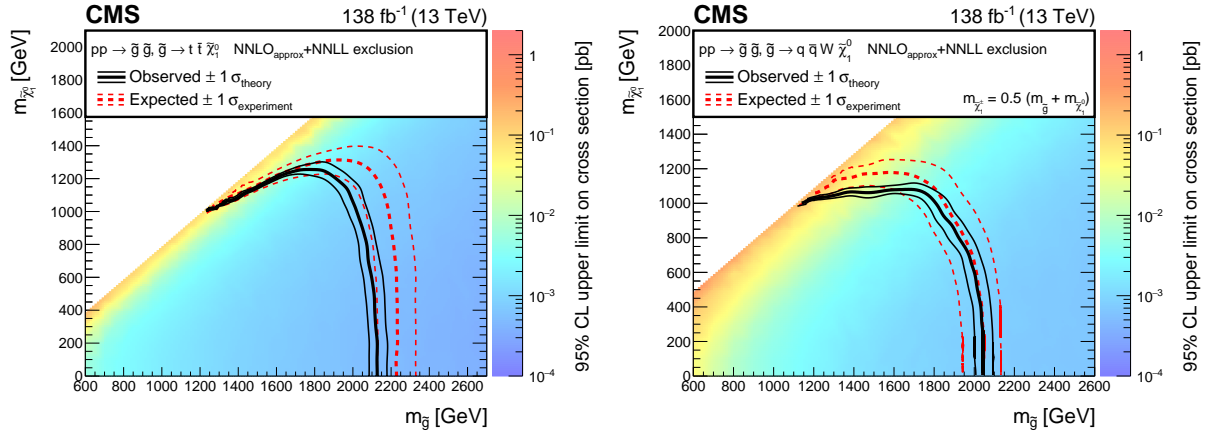 CMS 138 fb⁻¹ (13 TeV)
pp → g̃ g̃, g̃ → t t̄ χ̃⁰₁ NNLO_approx+NNLL exclusion
Observed ± 1 σ_theory
Expected ± 1 σ_experiment
m_χ̃⁰₁ [GeV]
2000
1800
1600
1400
1200
1000
800
600
400
200
0
600 800 1000 1200 1400 1600 1800 2000 2200 2400 2600
m_g̃ [GeV]
1
10⁻¹
10⁻²
10⁻³
10⁻⁴
95% CL upper limit on cross section [pb]
CMS 138 fb⁻¹ (13 TeV)
pp → g̃ g̃, g̃ → q q̄ W χ̃⁰₁ NNLO_approx+NNLL exclusion
Observed ± 1 σ_theory
Expected ± 1 σ_experiment
m_χ̃±₁ = 0.5 (m_g̃ + m_χ̃⁰₁)
m_χ̃⁰₁ [GeV]
2000
1800
1600
1400
1200
1000
800
600
400
200
0
600 800 1000 1200 1400 1600 1800 2000 2200 2400 2600
m_g̃ [GeV]
1
10⁻¹
10⁻²
10⁻³
10⁻⁴
95% CL upper limit on cross section [pb]